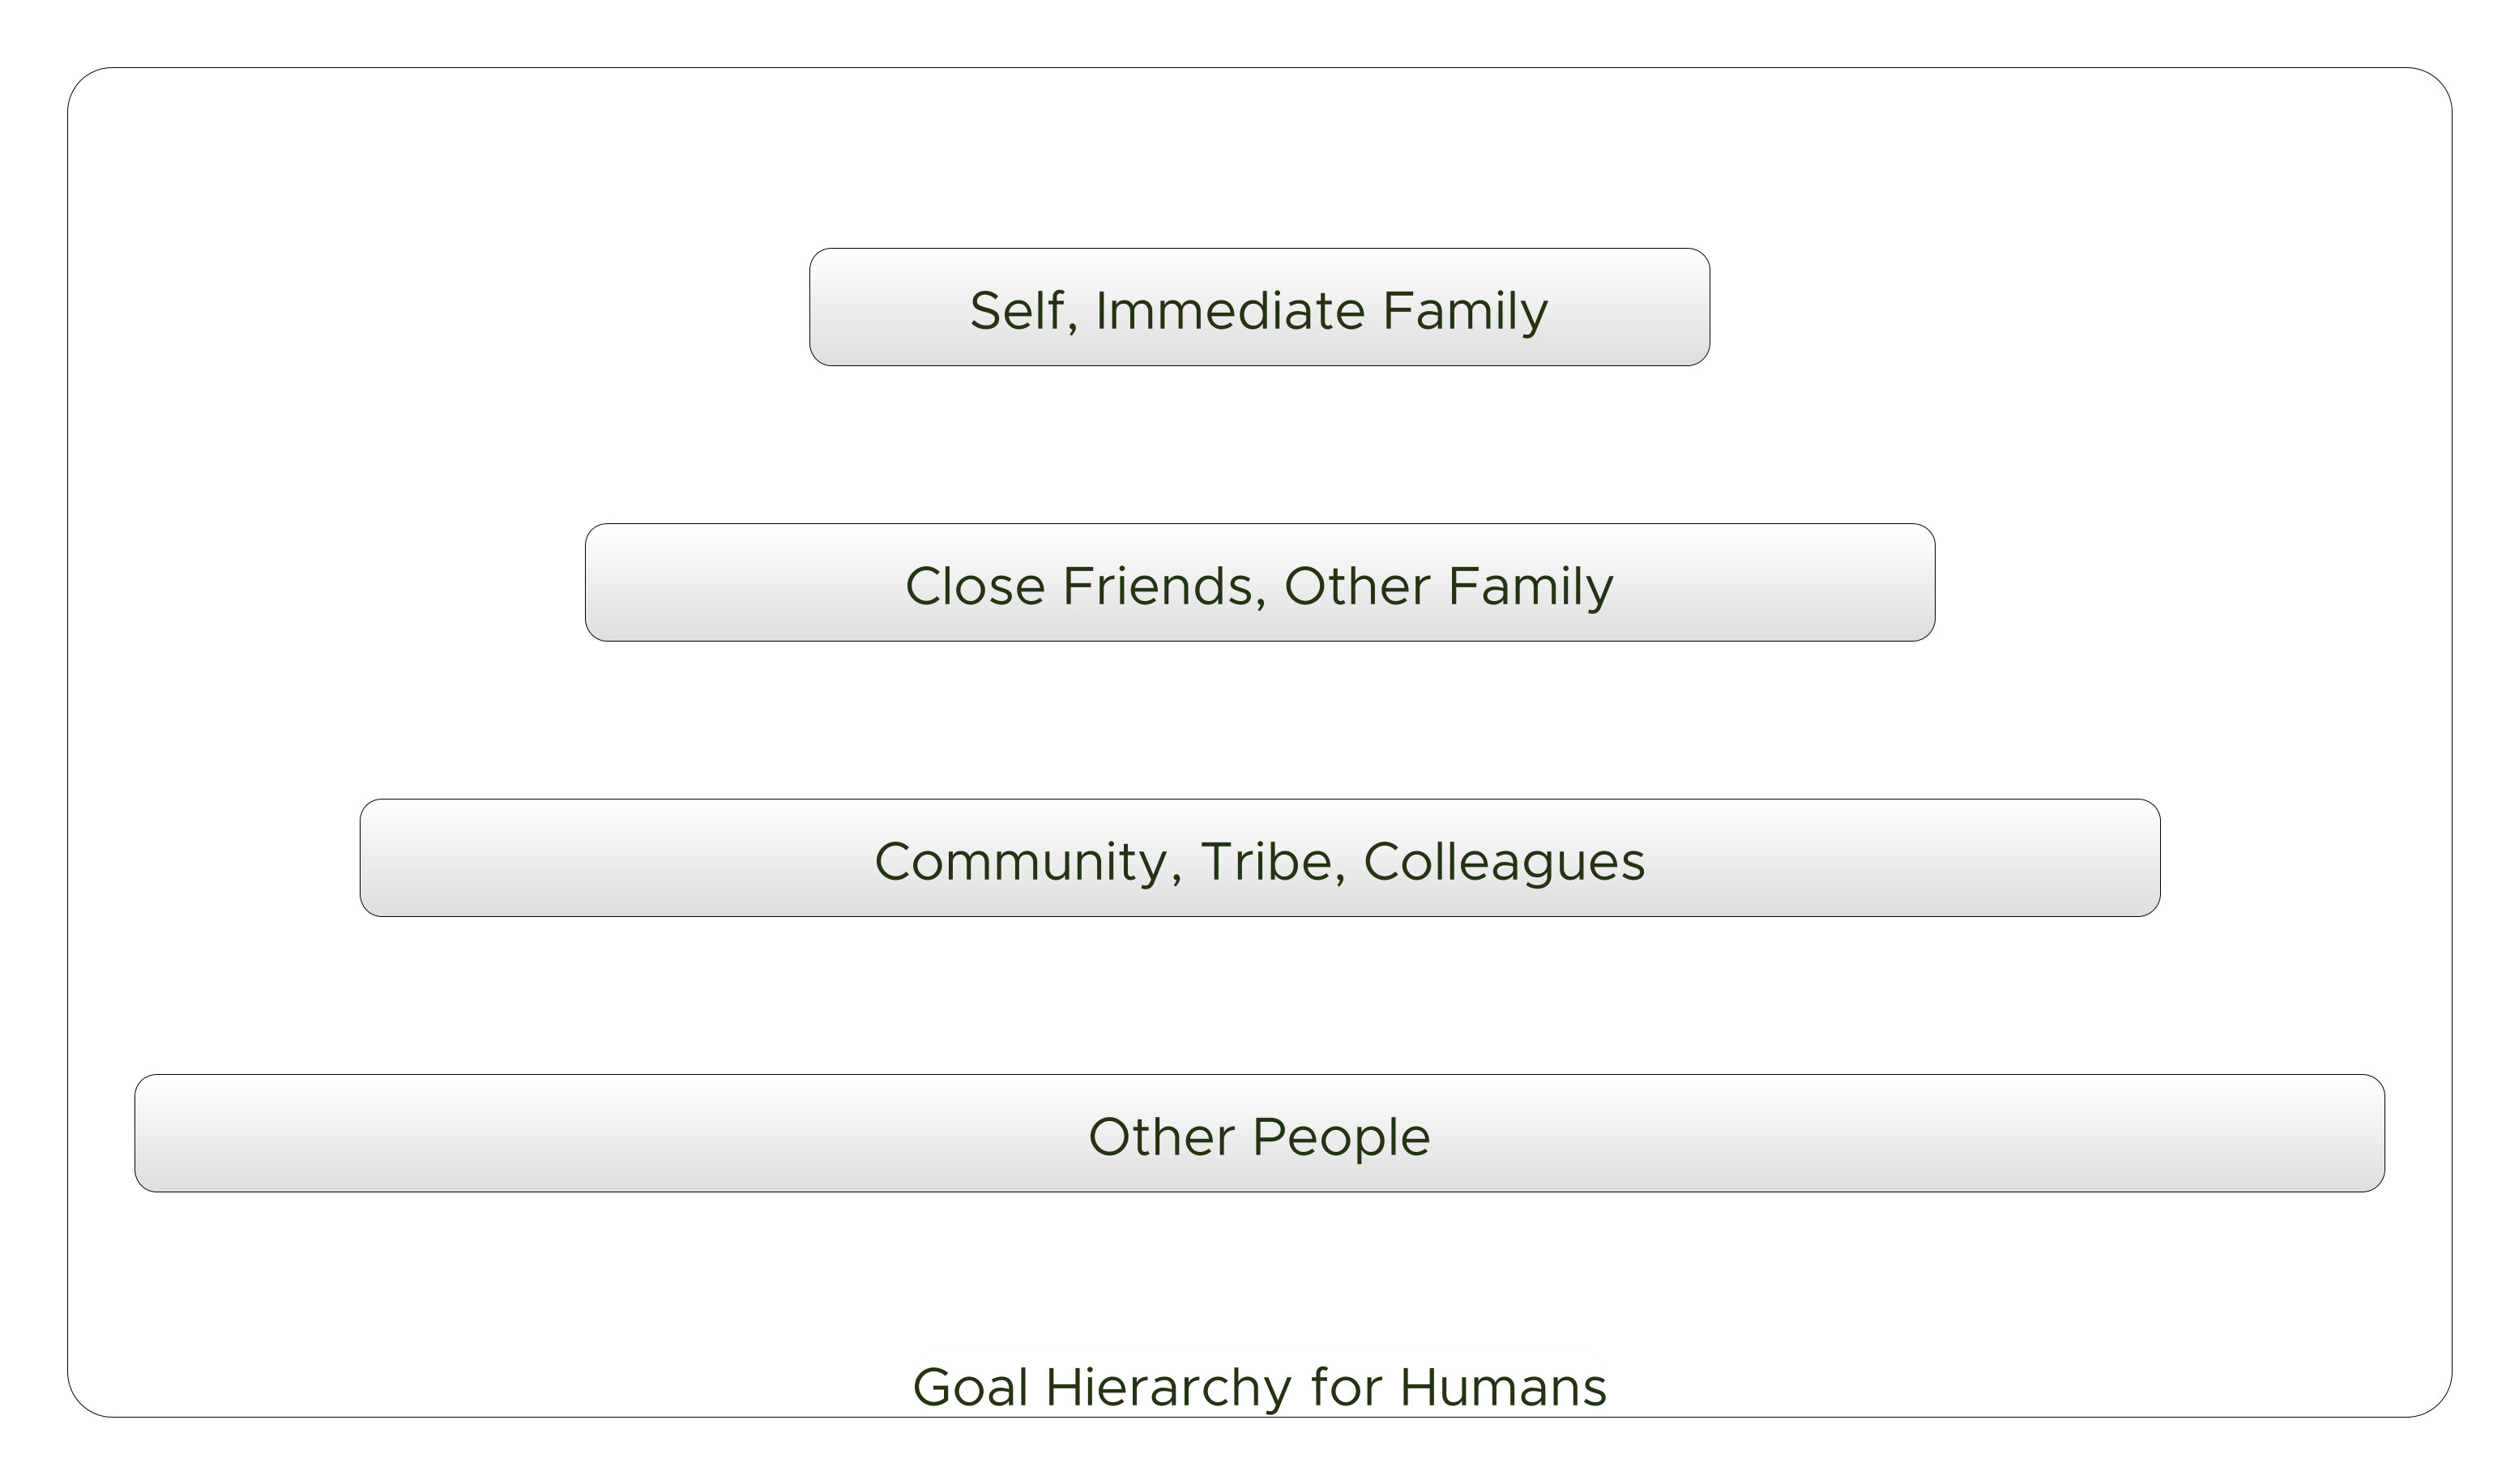 Self, Immediate Family
Close Friends, Other Family
Community, Tribe, Colleagues
Other People
Goal Hierarchy for Humans